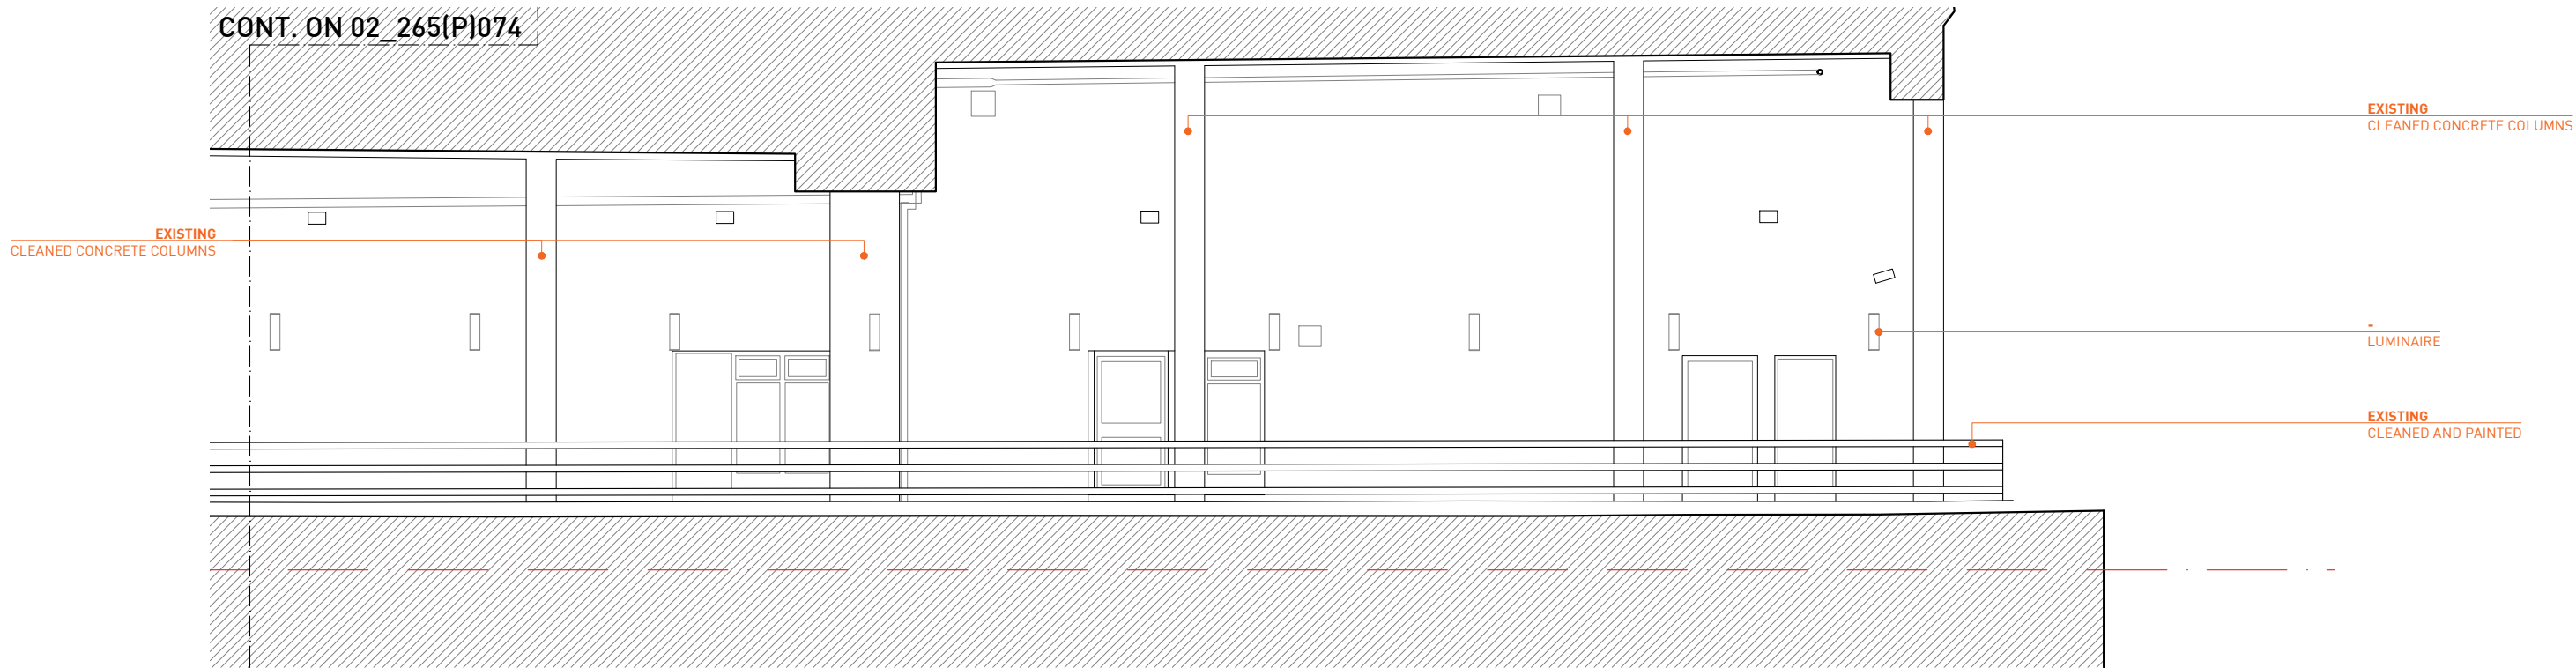 CONT. ON 02_265(P)074
EXISTING
CLEANED CONCRETE COLUMNS
EXISTING
CLEANED CONCRETE COLUMNS
-
LUMINAIRE
EXISTING
CLEANED AND PAINTED